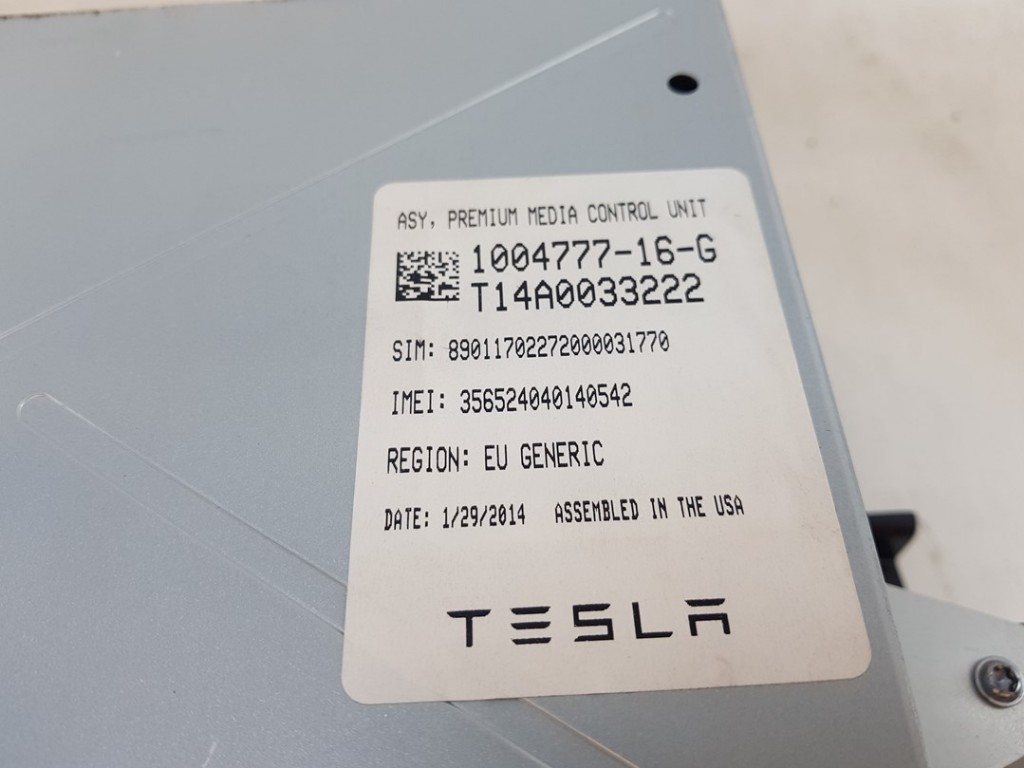 ASY, PREMIUM MEDIA CONTROL UNIT
1004777-16-G
T14A0033222
SIM: 89011702272000031770
IMEI: 356524040140542
REGION: EU GENERIC
DATE: 1/29/2014 ASSEMBLED IN THE USA
TESLA